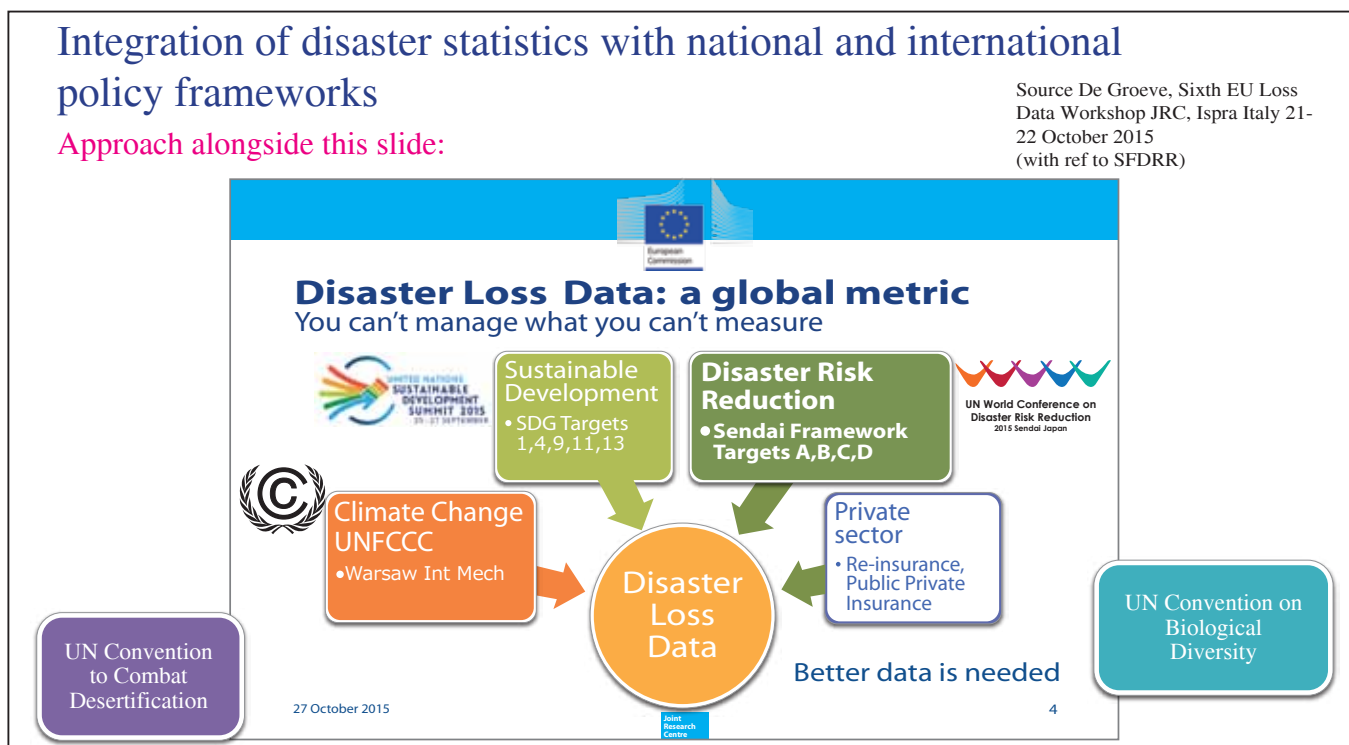 Integration of disaster statistics with national and international
policy frameworks
Source De Groeve, Sixth EU Loss
Data Workshop JRC, Ispra Italy 21-
22 October 2015
(with ref to SFDRR)
Approach alongside this slide:
European
Commission
Disaster Loss Data: a global metric
You can't manage what you can't measure
UNITED NATIONS
SUSTAINABLE
DEVELOPMENT
SUMMIT 2015
25 - 27 SEPTEMBER
Sustainable
Development
• SDG Targets
1,4,9,11,13
Disaster Risk
Reduction
• Sendai Framework
Targets A,B,C,D
UN World Conference on
Disaster Risk Reduction
2015 Sendai Japan
C
Climate Change
UNFCCC
•Warsaw Int Mech
Disaster
Loss
Data
Private
sector
• Re-insurance,
Public Private
Insurance
UN Convention
to Combat
Desertification
UN Convention on
Biological
Diversity
Better data is needed
27 October 2015
Joint
Research
Centre
4